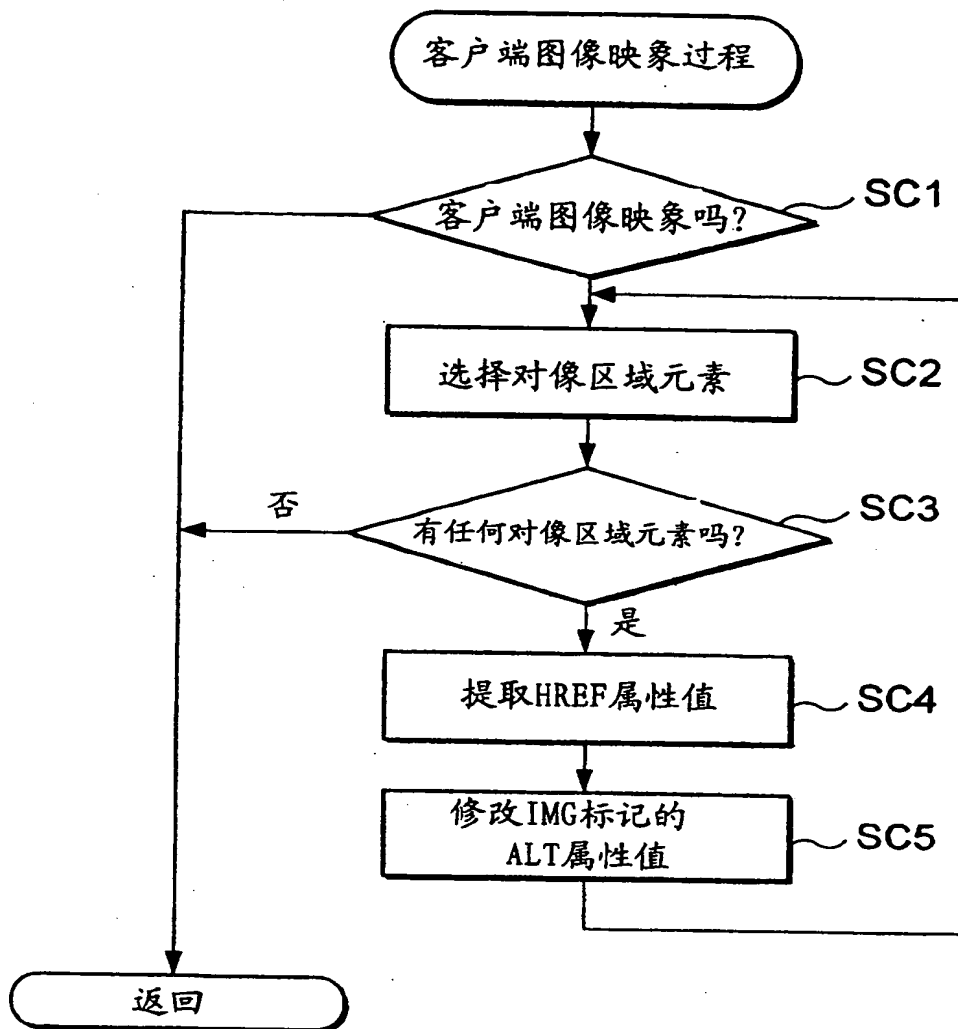 客户端图像映象过程
客户端图像映象吗?
SC1
选择对像区域元素
SC2
否
有任何对像区域元素吗?
SC3
是
提取HREF属性值
SC4
修改IMG标记的
ALT属性值
SC5
返回